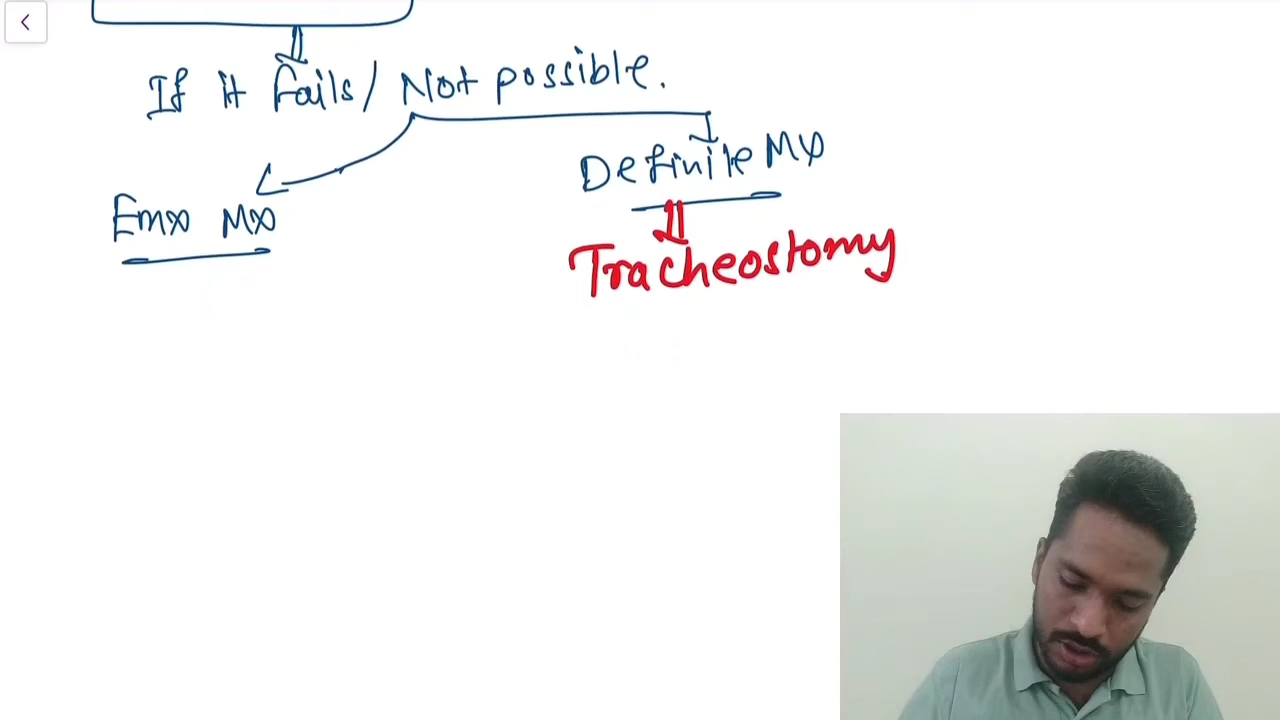 If it fails / Not possible.
Definite Mx
Emx Mx
Tracheostomy